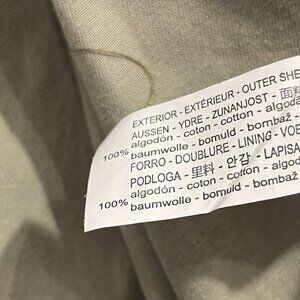 EXTERIOR - EXTÉRIEUR - OUTER SHE
AUSSEN - YDRE - ZUNANJOST - 面料
algodón - coton - cotton - algod
100% baumwolle - bomuld - bombaž -
FORRO - DOUBLURE - LINING - VOE
PODLOGA - 里料 - 안감 - LAPISA
algodón - coton - cotton - algod
100% baumwolle - bomuld - bombaž